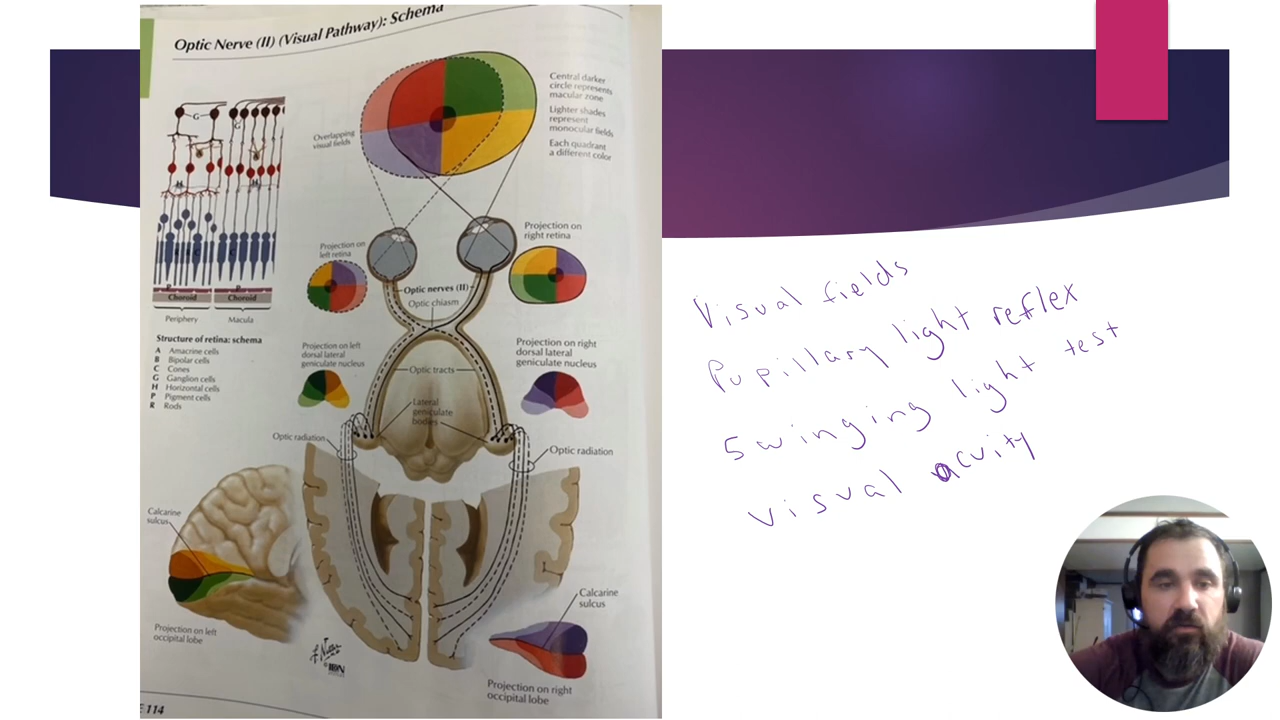 Optic Nerve (II) (Visual Pathway): Schema
Central darker
circle represents
macular zone
Lighter shades
represent
monocular fields
Each quadrant
a different color
Overlapping
visual fields
G
G
A
A
H
H
P
P
Choroid
Choroid
Periphery
Macula
Structure of retina: schema
A Amacrine cells
B Bipolar cells
C Cones
G Ganglion cells
H Horizontal cells
P Pigment cells
R Rods
Projection on
left retina
Projection on
right retina
Optic nerves (II)
Optic chiasm
Projection on left
dorsal lateral
geniculate nucleus
Projection on right
dorsal lateral
geniculate nucleus
Optic tracts
Lateral
geniculate
bodies
Optic radiation
Optic radiation
Calcarine
sulcus
Calcarine
sulcus
Projection on left
occipital lobe
Projection on right
occipital lobe
114
Visual fields
Pupillary light reflex
Swinging light test
visual acuity